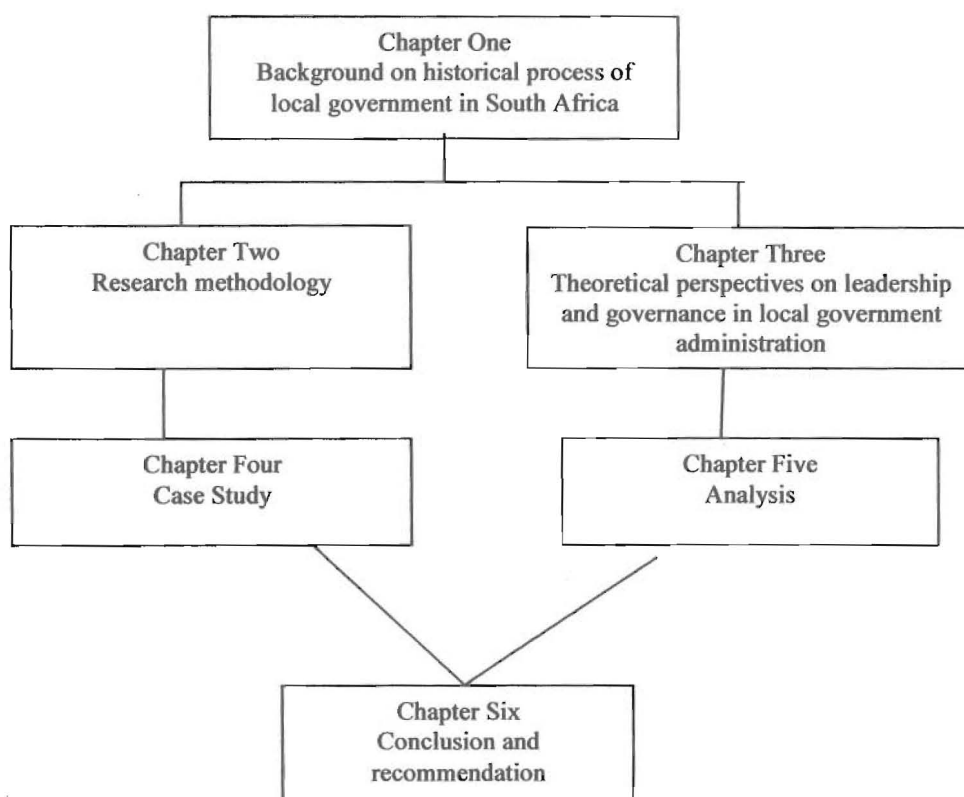 Chapter One
Background on historical process of
local government in South Africa
Chapter Two
Research methodology
Chapter Three
Theoretical perspectives on leadership
and governance in local government
administration
Chapter Four
Case Study
Chapter Five
Analysis
Chapter Six
Conclusion and
recommendation